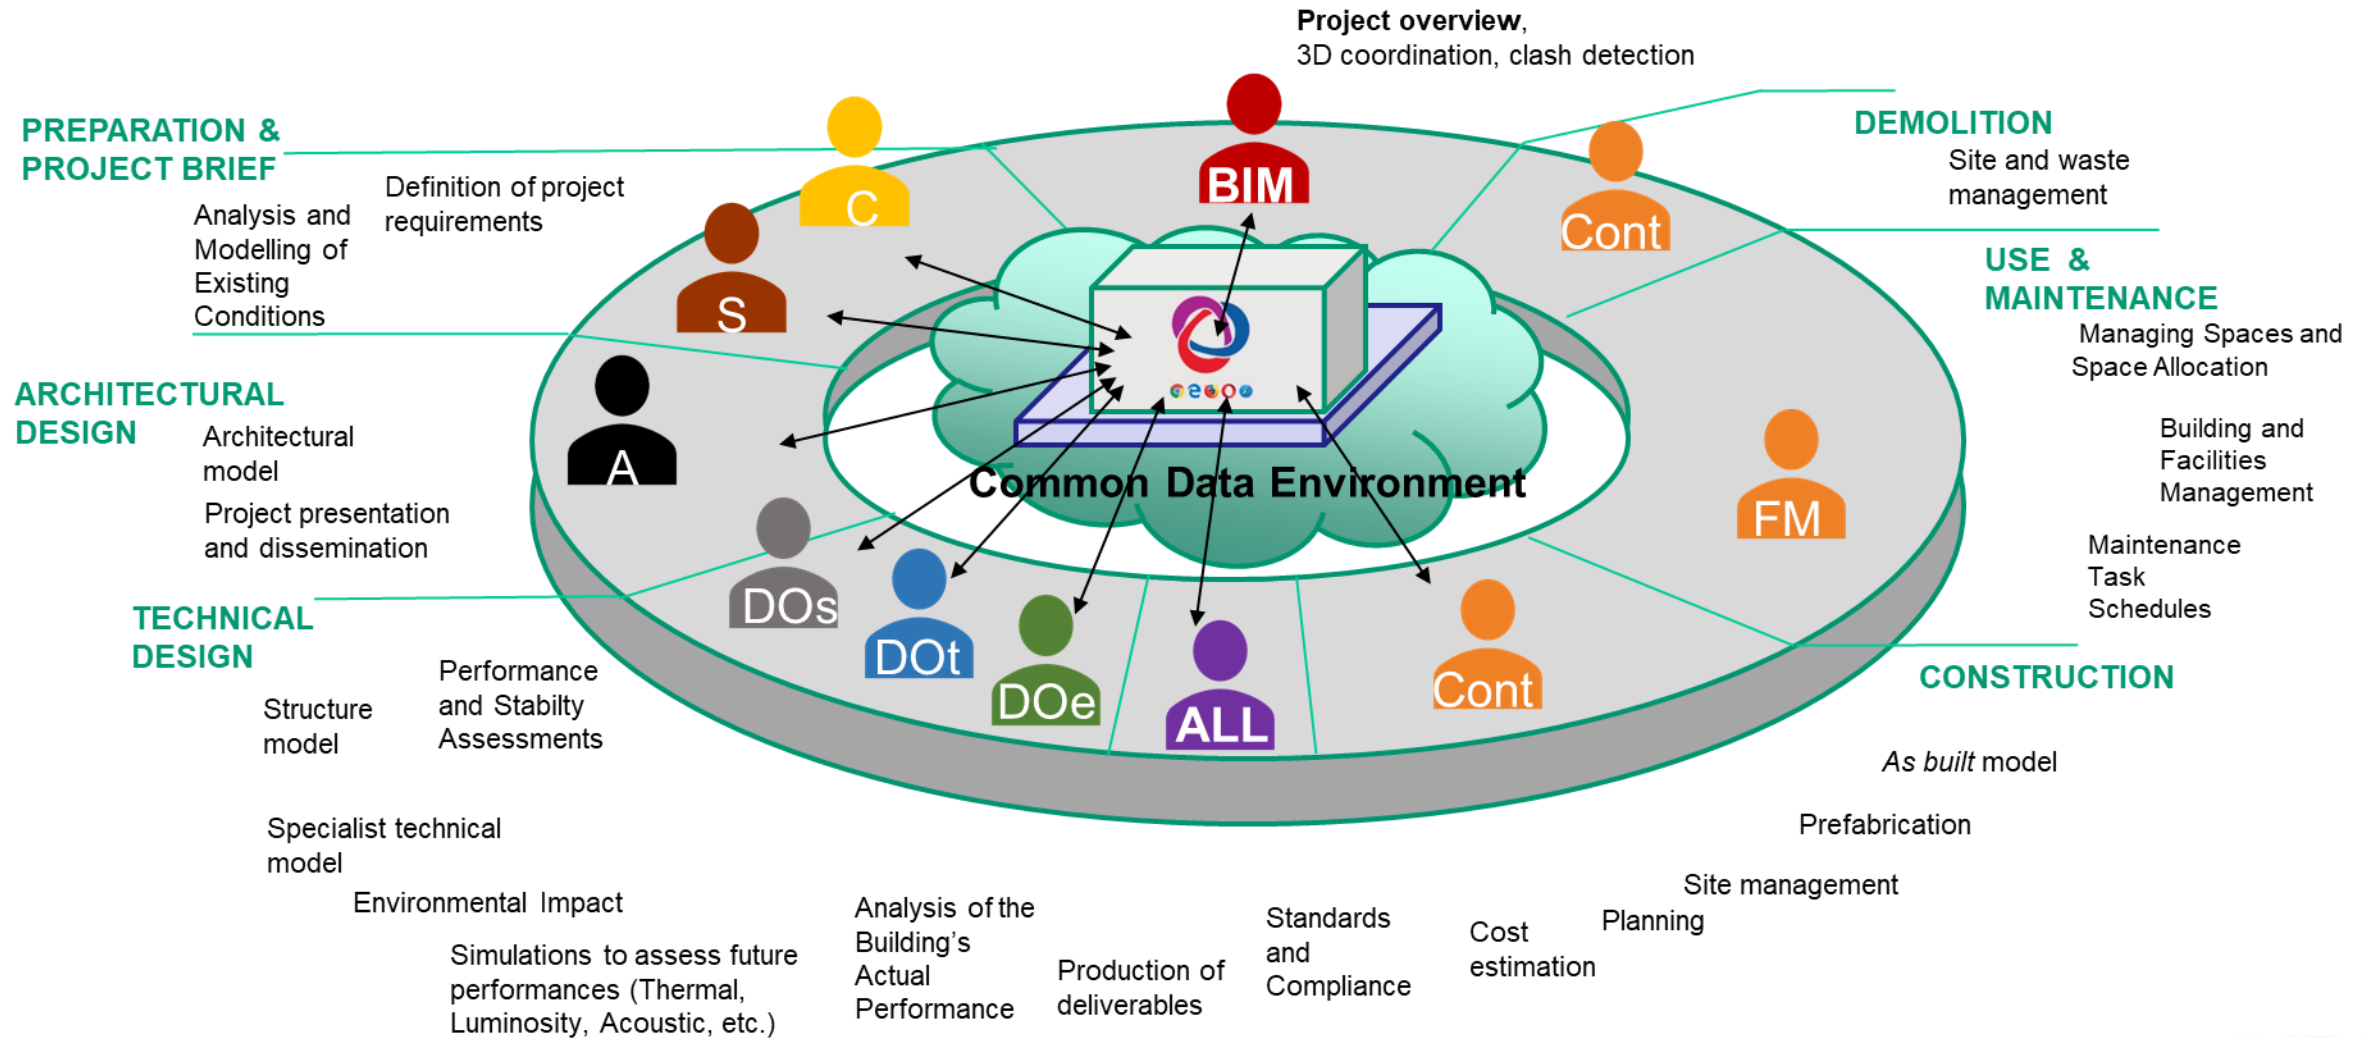 Project overview,
3D coordination, clash detection
PREPARATION &
PROJECT BRIEF
Definition of project
requirements
Analysis and
Modelling of
Existing
Conditions
C
S
BIM
Cont
DEMOLITION
Site and waste
management
USE &
MAINTENANCE
Managing Spaces and
Space Allocation
Building and
Facilities
Management
Maintenance
Task
Schedules
FM
ARCHITECTURAL
DESIGN
Architectural
model
Project presentation
and dissemination
A
Common Data Environment
DOs
DOt
DOe
ALL
Cont
TECHNICAL
DESIGN
Structure
model
Performance
and Stabilty
Assessments
Specialist technical
model
Environmental Impact
Simulations to assess future
performances (Thermal,
Luminosity, Acoustic, etc.)
Analysis of the
Building’s
Actual
Performance
Production of
deliverables
Standards
and
Compliance
Cost
estimation
Planning
Site management
Prefabrication
As built model
CONSTRUCTION